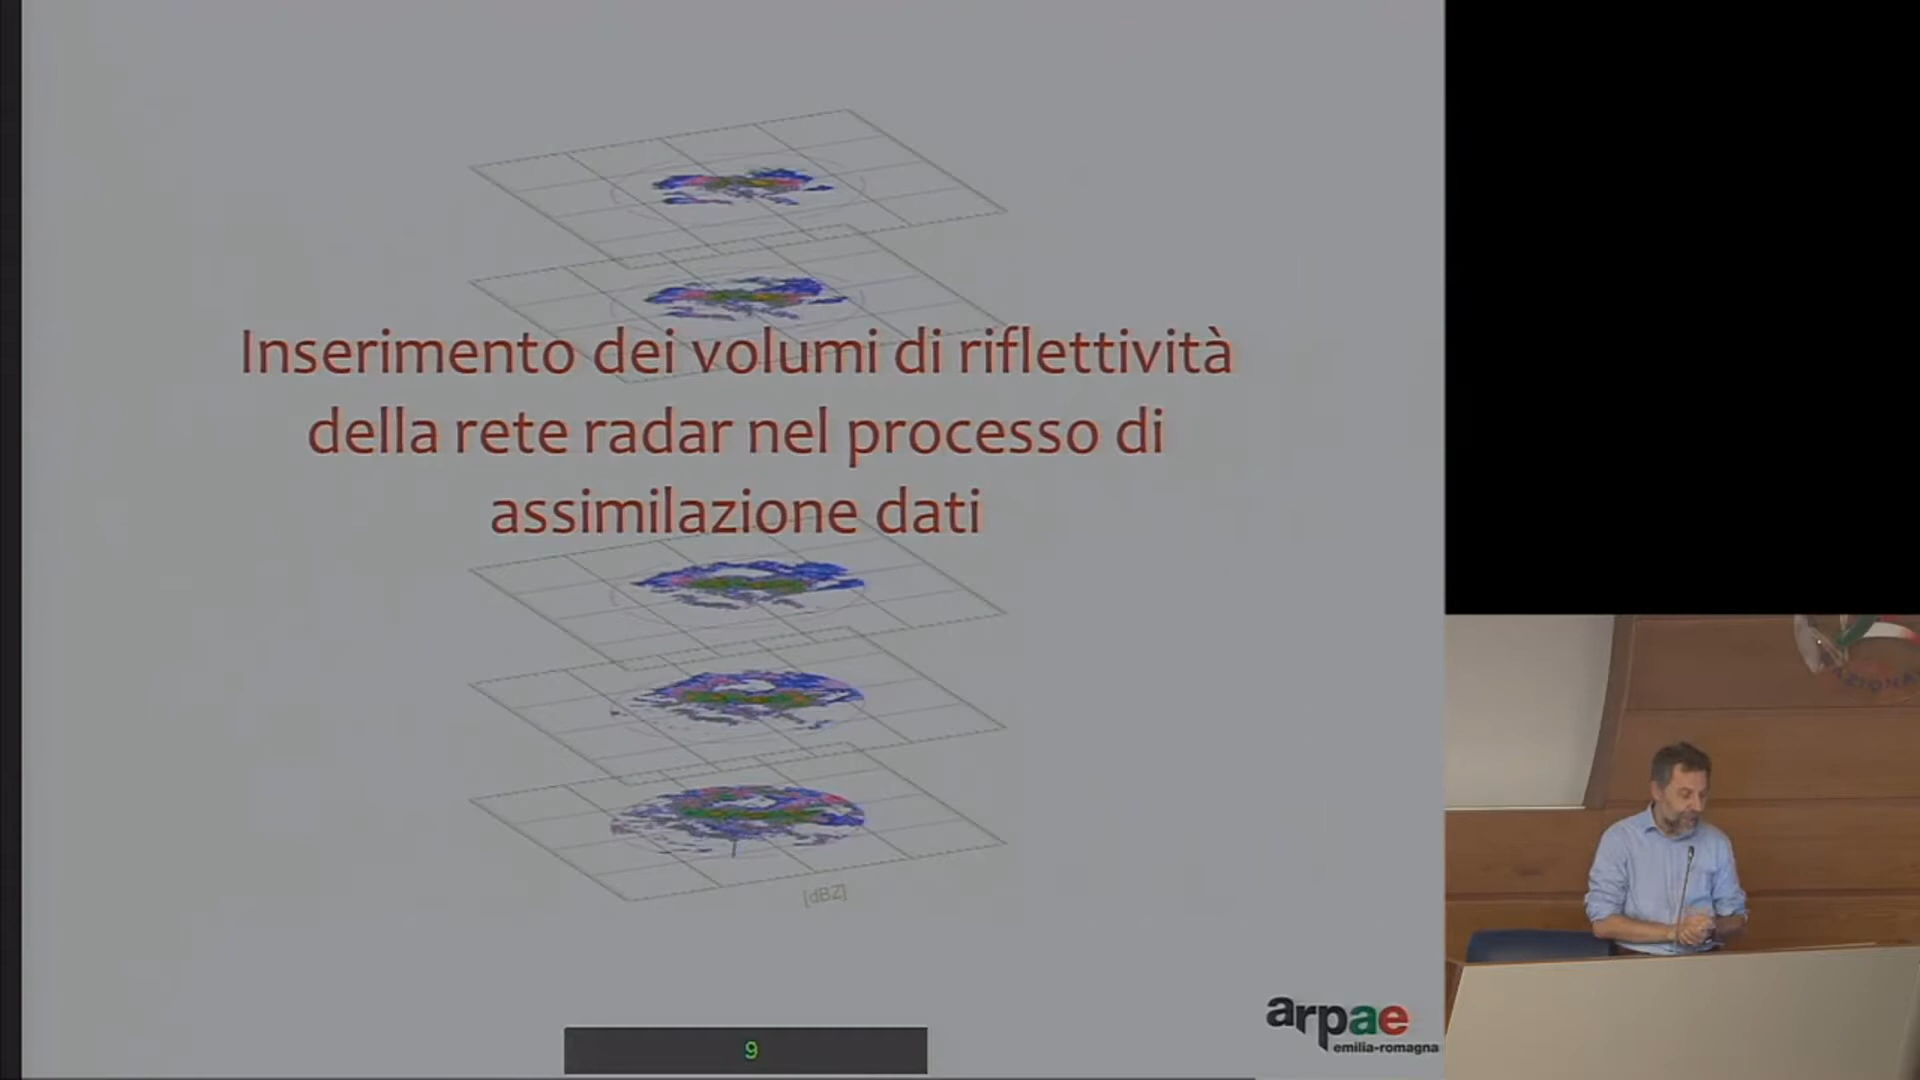 Inserimento dei volumi di riflettività
della rete radar nel processo di
assimilazione dati
[dBZ]
arpae
emilia-romagna
9